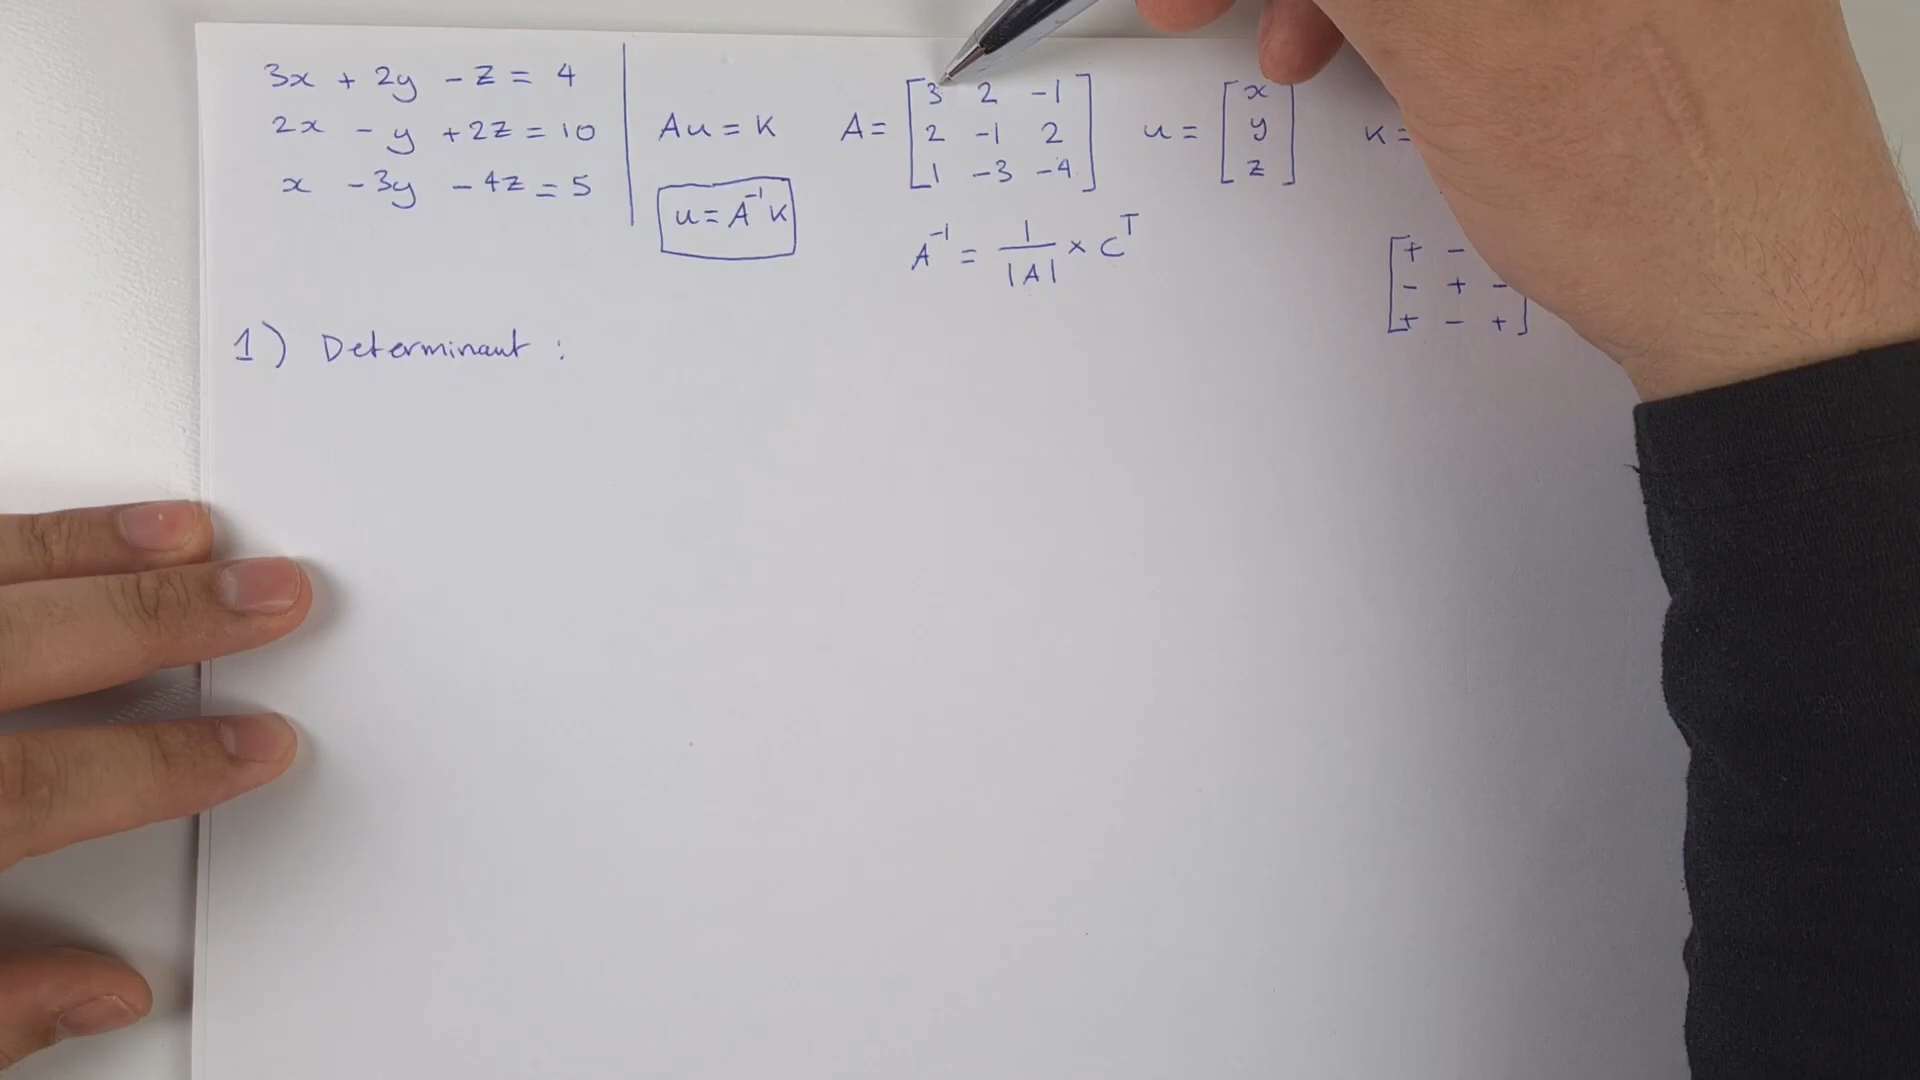 3x + 2y - z = 4
2x - y + 2z = 10
x - 3y - 4z = 5
Au = K
u = A⁻¹ K
A = [3 2 -1
2 -1 2
1 -3 -4]
u = [x
y
z]
K =
A⁻¹ = 1/|A| × Cᵀ
[+ -
- + -
+ - +]
1) Determinant :